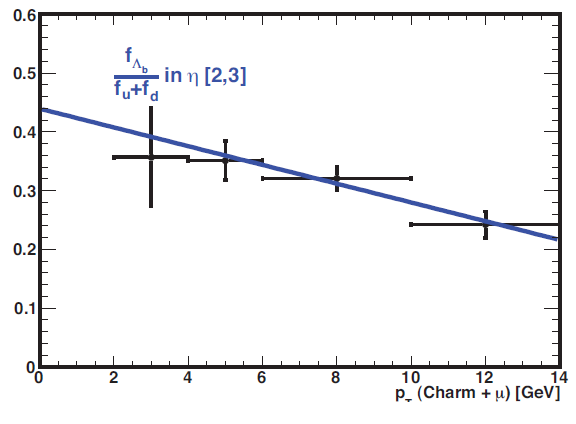 0.6
f_Λb
/ f_u+f_d in η [2,3]
0.5
0.4
0.3
0.2
0.1
0
0 2 4 6 8 10 12 14
p_T (Charm + μ) [GeV]